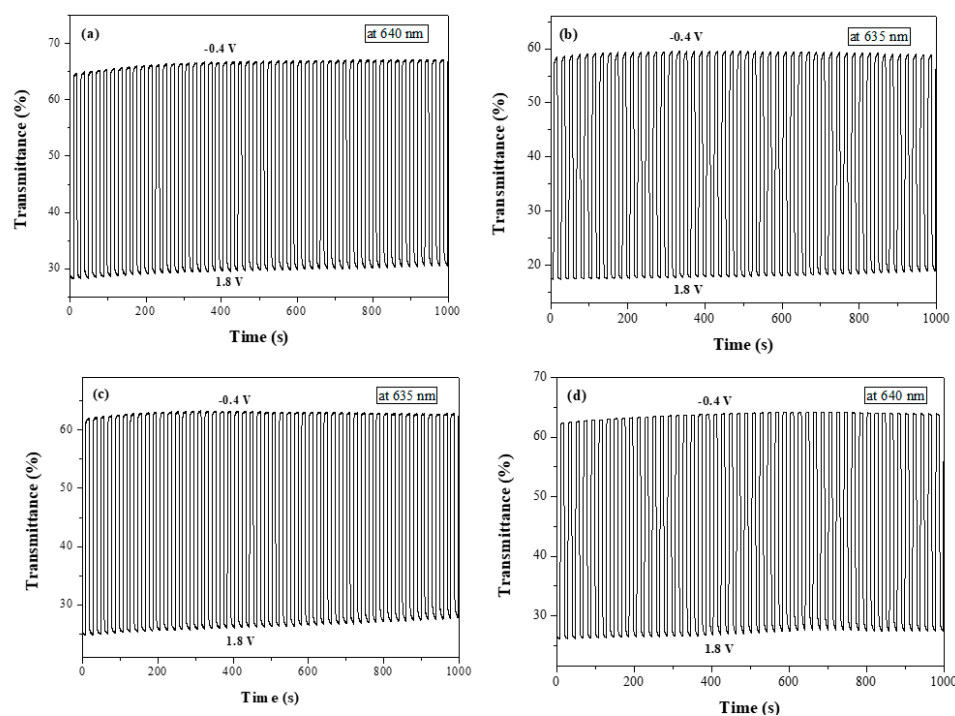 (a)
-0.4 V
at 640 nm
70
60
50
40
30
1.8 V
0
200
400
600
800
1000
Transmittance (%)
Time (s)
(b)
-0.4 V
at 635 nm
60
50
40
30
20
1.8 V
0
200
400
600
800
1000
Transmittance (%)
Time (s)
(c)
-0.4 V
at 635 nm
60
50
40
30
1.8 V
0
200
400
600
800
1000
Transmittance (%)
Time (s)
(d)
-0.4 V
at 640 nm
70
60
50
40
30
1.8 V
0
200
400
600
800
1000
Transmittance (%)
Time (s)